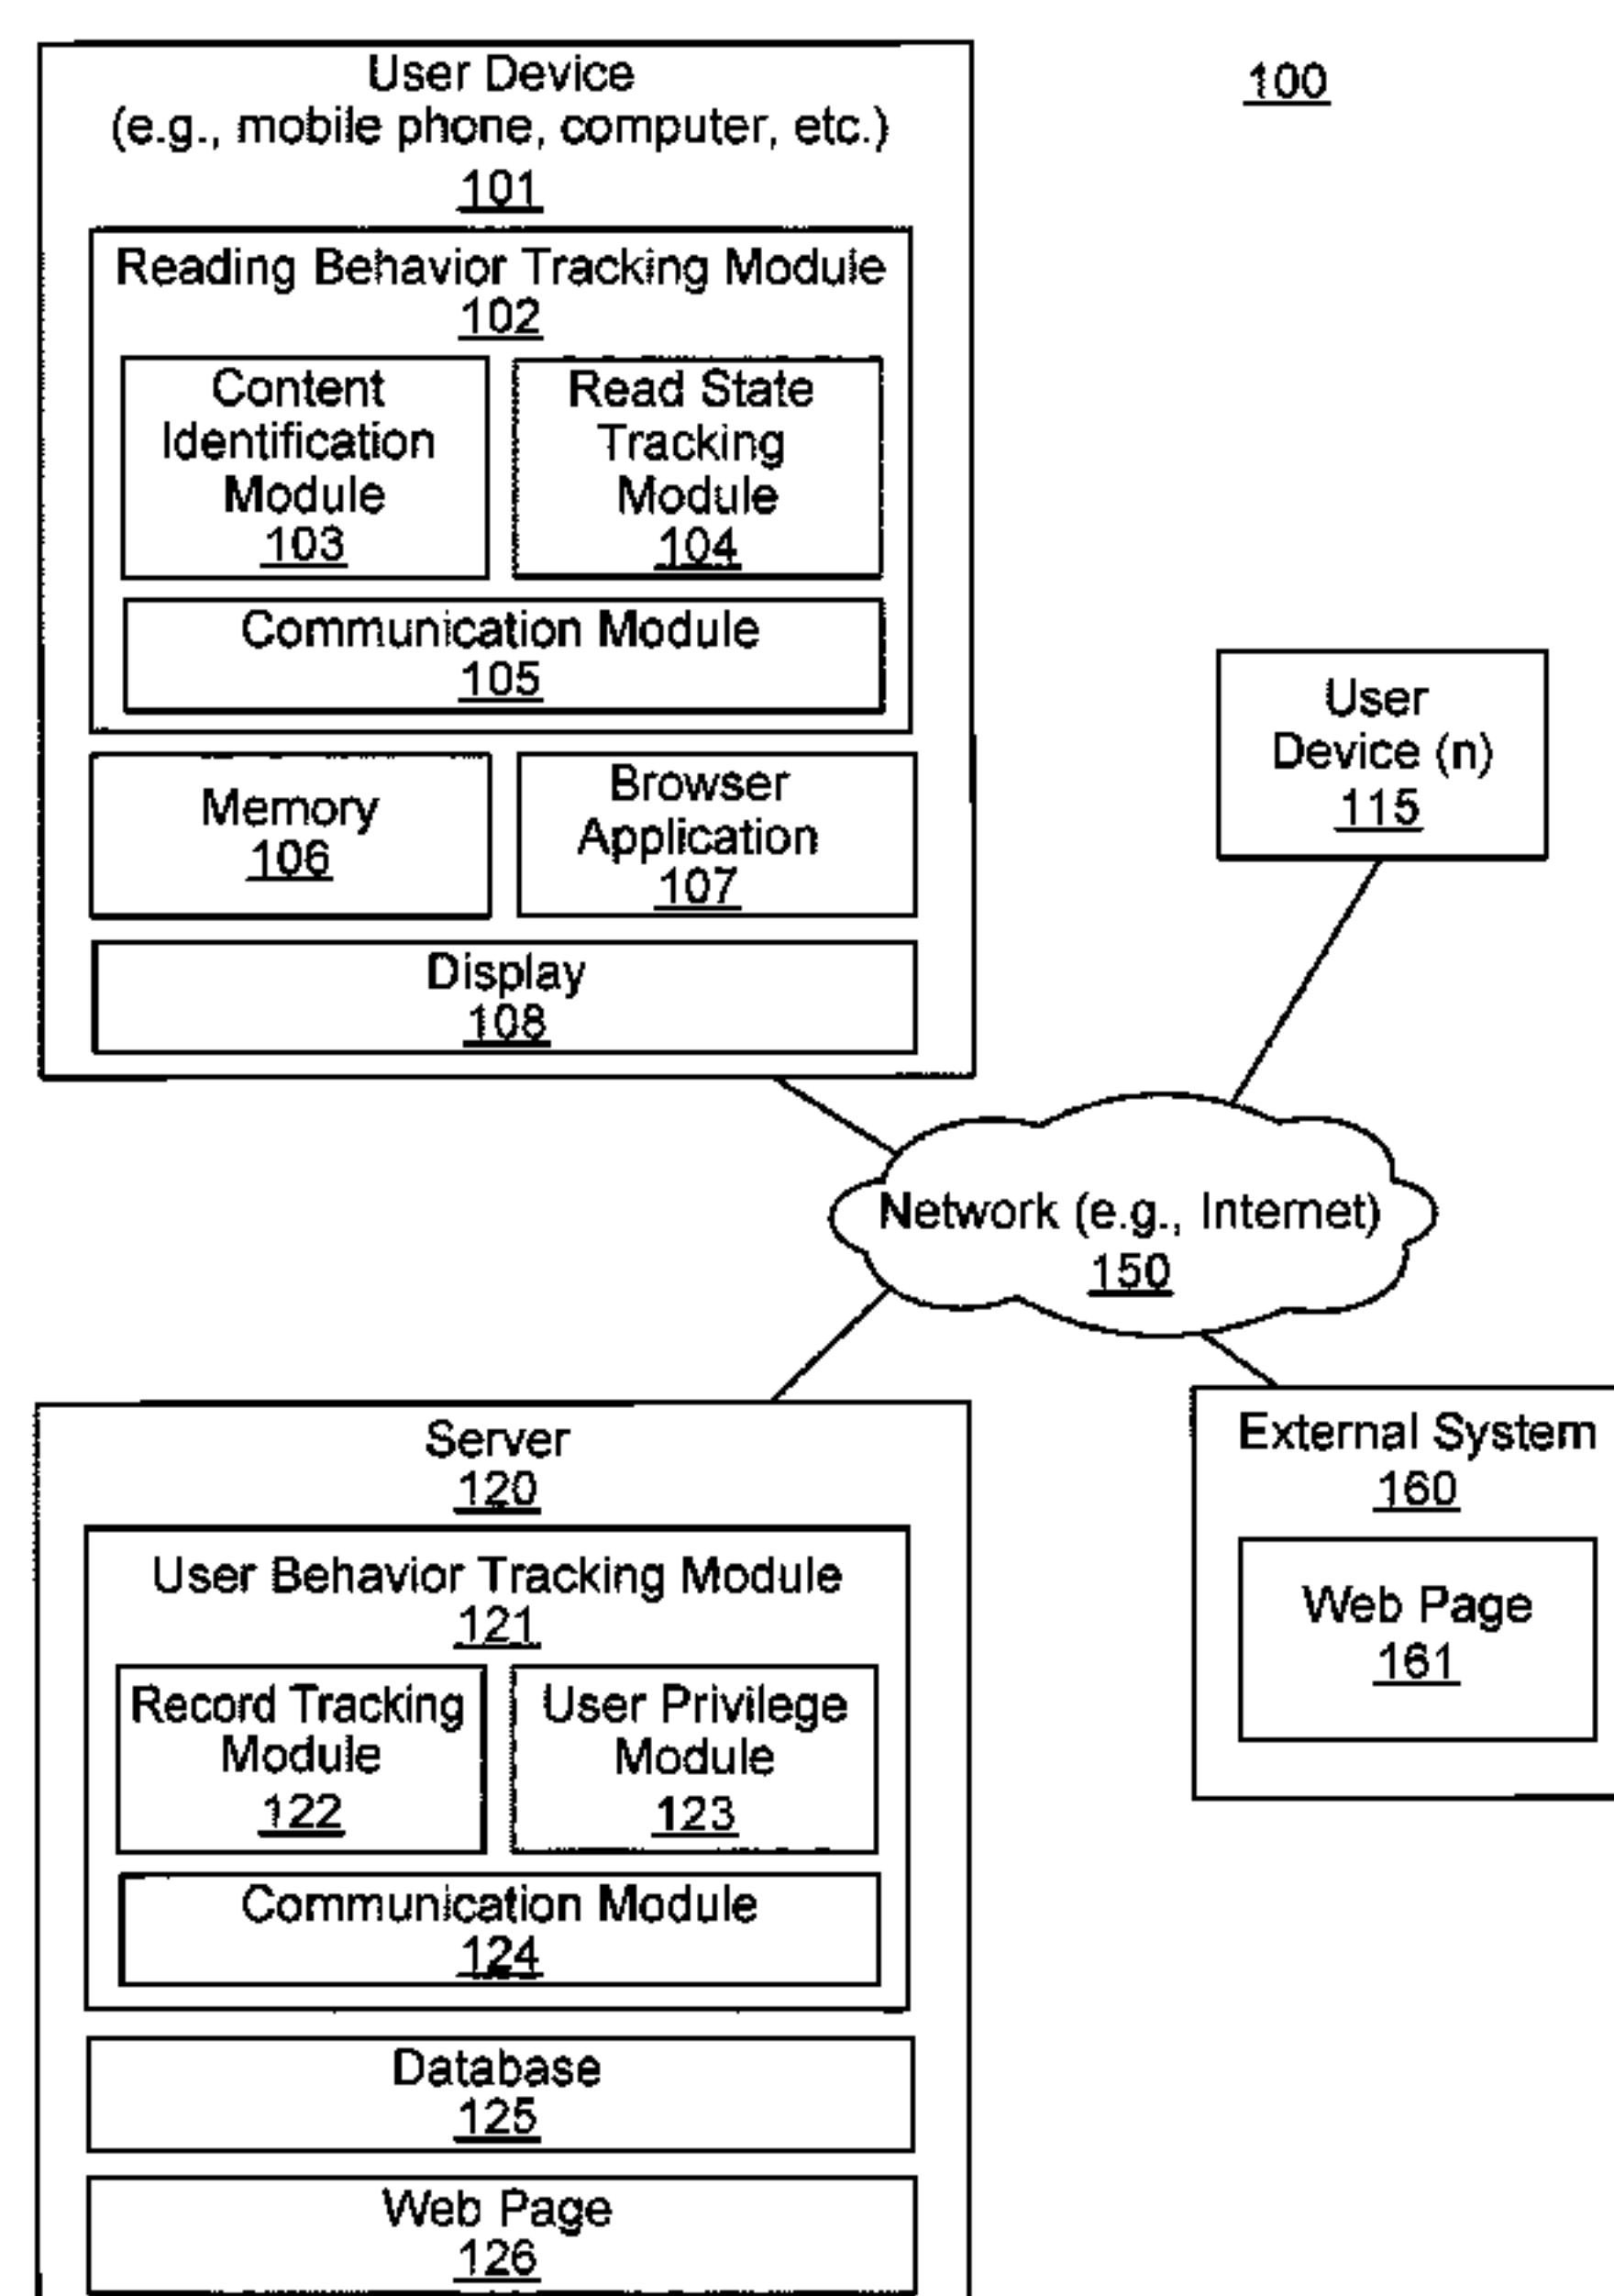 100
User Device
(e.g., mobile phone, computer, etc.)
101
Reading Behavior Tracking Module
102
Content
Identification
Module
103
Read State
Tracking
Module
104
Communication Module
105
Memory
106
Browser
Application
107
Display
108
User
Device (n)
115
Network (e.g., Internet)
150
Server
120
User Behavior Tracking Module
121
Record Tracking
Module
122
User Privilege
Module
123
Communication Module
124
Database
125
Web Page
126
External System
160
Web Page
161